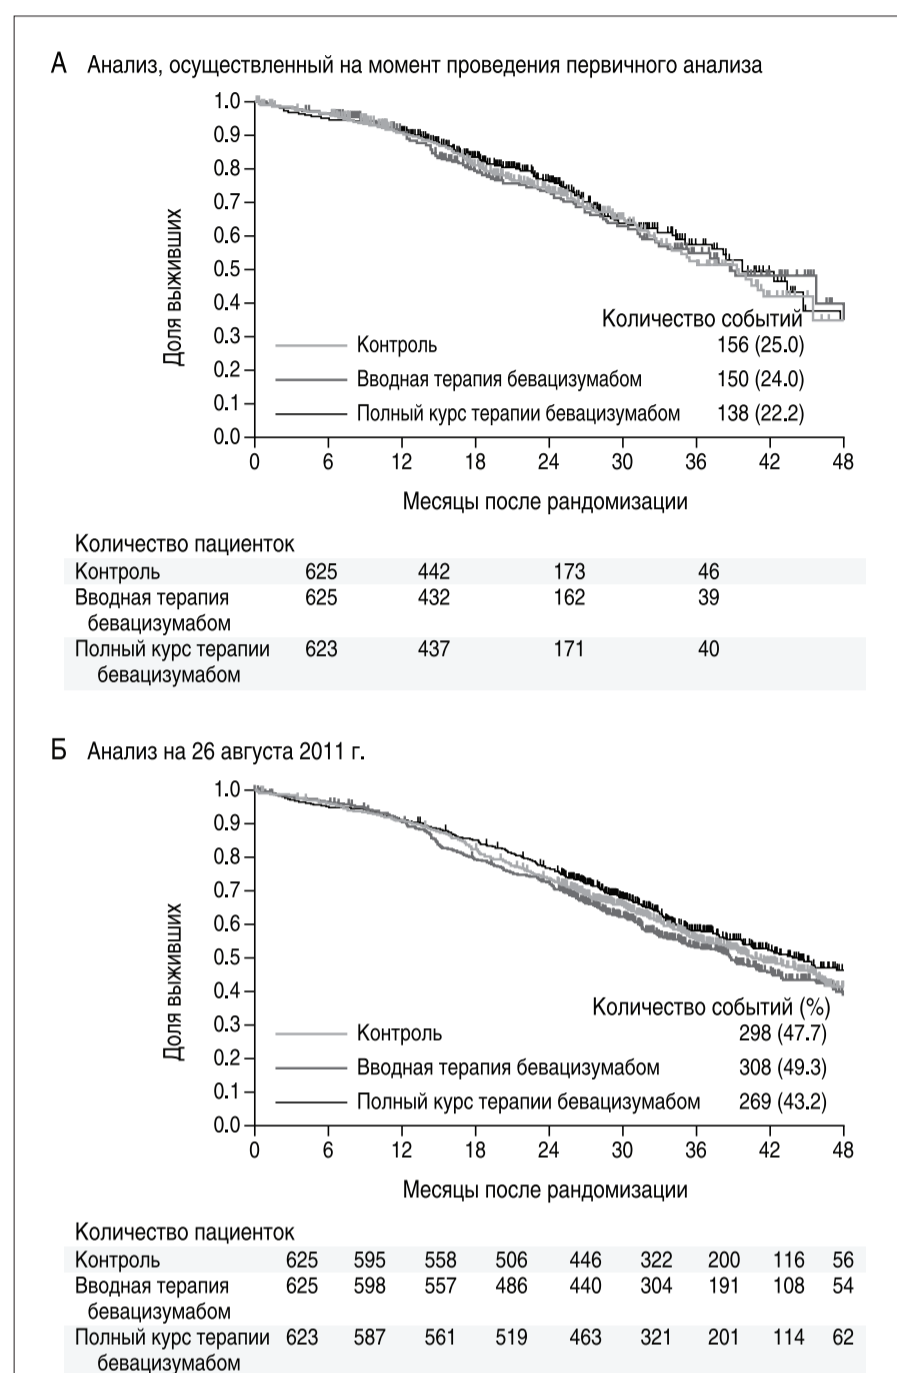 А Анализ, осуществленный на момент проведения первичного анализа
1.0
0.9
0.8
0.7
0.6
0.5
0.4
0.3
0.2
0.1
0.0
Доля выживших
Количество событий
Контроль 156 (25.0)
Вводная терапия бевацизумабом 150 (24.0)
Полный курс терапии бевацизумабом 138 (22.2)
0 6 12 18 24 30 36 42 48
Месяцы после рандомизации
Количество пациенток
Контроль 625 442 173 46
Вводная терапия 625 432 162 39
бевацизумабом
Полный курс терапии 623 437 171 40
бевацизумабом
Б Анализ на 26 августа 2011 г.
1.0
0.9
0.8
0.7
0.6
0.5
0.4
0.3
0.2
0.1
0.0
Доля выживших
Количество событий (%)
Контроль 298 (47.7)
Вводная терапия бевацизумабом 308 (49.3)
Полный курс терапии бевацизумабом 269 (43.2)
0 6 12 18 24 30 36 42 48
Месяцы после рандомизации
Количество пациенток
Контроль 625 595 558 506 446 322 200 116 56
Вводная терапия 625 598 557 486 440 304 191 108 54
бевацизумабом
Полный курс терапии 623 587 561 519 463 321 201 114 62
бевацизумабом